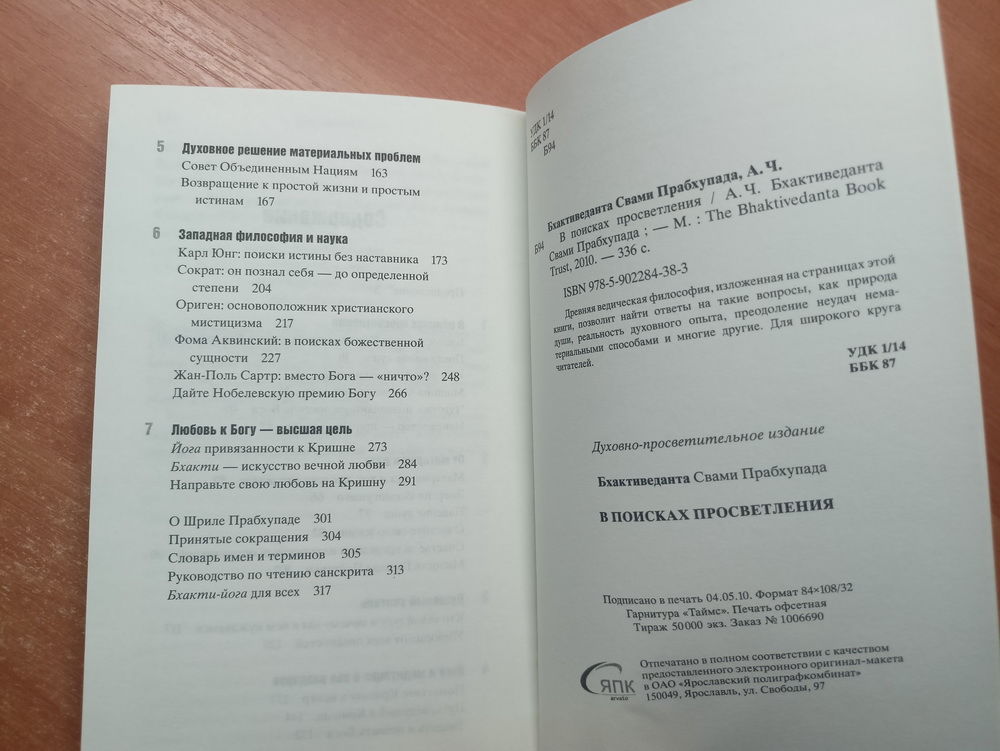 5 Духовное решение материальных проблем
Совет Объединенным Нациям 163
Возвращение к простой жизни и простым
истинам 167
6 Западная философия и наука
Карл Юнг: поиски истины без наставника 173
Сократ: он познал себя — до определенной
степени 204
Ориген: основоположник христианского
мистицизма 217
Фома Аквинский: в поисках божественной
сущности 227
Жан-Поль Сартр: вместо Бога — «ничто»? 248
Дайте Нобелевскую премию Богу 266
7 Любовь к Богу — высшая цель
Йога привязанности к Кришне 273
Бхакти — искусство вечной любви 284
Направьте свою любовь на Кришну 291
О Шриле Прабхупаде 301
Принятые сокращения 304
Словарь имен и терминов 305
Руководство по чтению санскрита 313
Бхакти-йога для всех 317
УДК 1/14
ББК 87
Б94
Бхактиведанта Свами Прабхупада, А. Ч.
Б94 В поисках просветления / А. Ч. Бхактиведанта
Свами Прабхупада ; — М. : The Bhaktivedanta Book
Trust, 2010. — 336 с.
ISBN 978-5-902284-38-3
Древняя ведическая философия, изложенная на страницах этой
книги, позволит найти ответы на такие вопросы, как природа
души, реальность духовного опыта, преодоление неудач нема-
териальными способами и многие другие. Для широкого круга
читателей.
УДК 1/14
ББК 87
Духовно-просветительное издание
Бхактиведанта Свами Прабхупада
В ПОИСКАХ ПРОСВЕТЛЕНИЯ
Подписано в печать 04.05.10. Формат 84×108/32
Гарнитура "Таймс". Печать офсетная
Тираж 50 000 экз. Заказ № 1006690
ЯПК
arvato
Отпечатано в полном соответствии с качеством
предоставленного электронного оригинал-макета
в ОАО «Ярославский полиграфкомбинат»
150049, Ярославль, ул. Свободы, 97